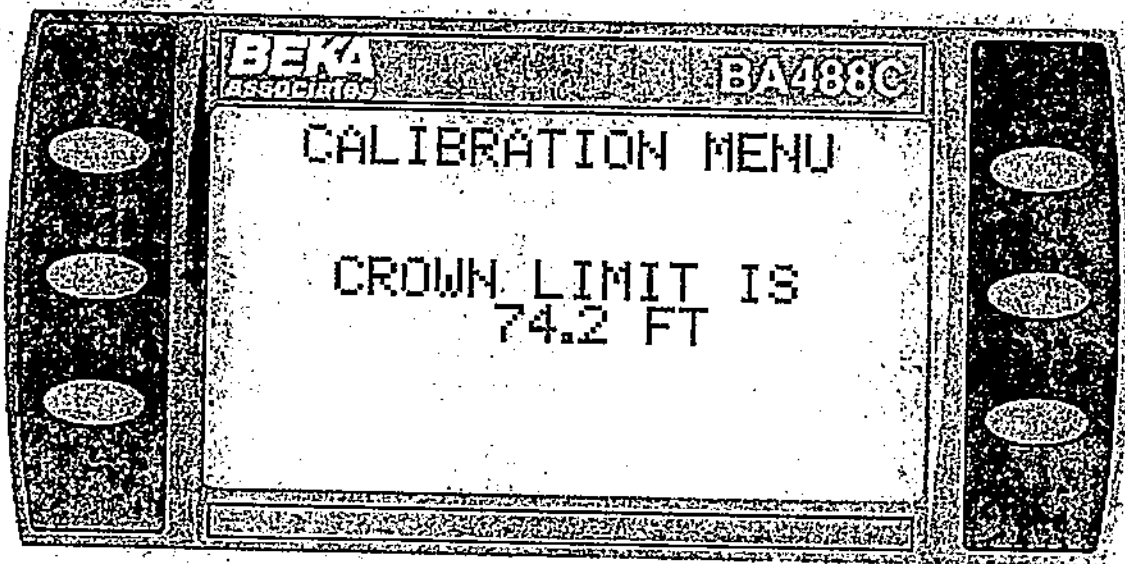 BEKA
associates
BA488C
CALIBRATION MENU
CROWN LIMIT IS
74.2 FT